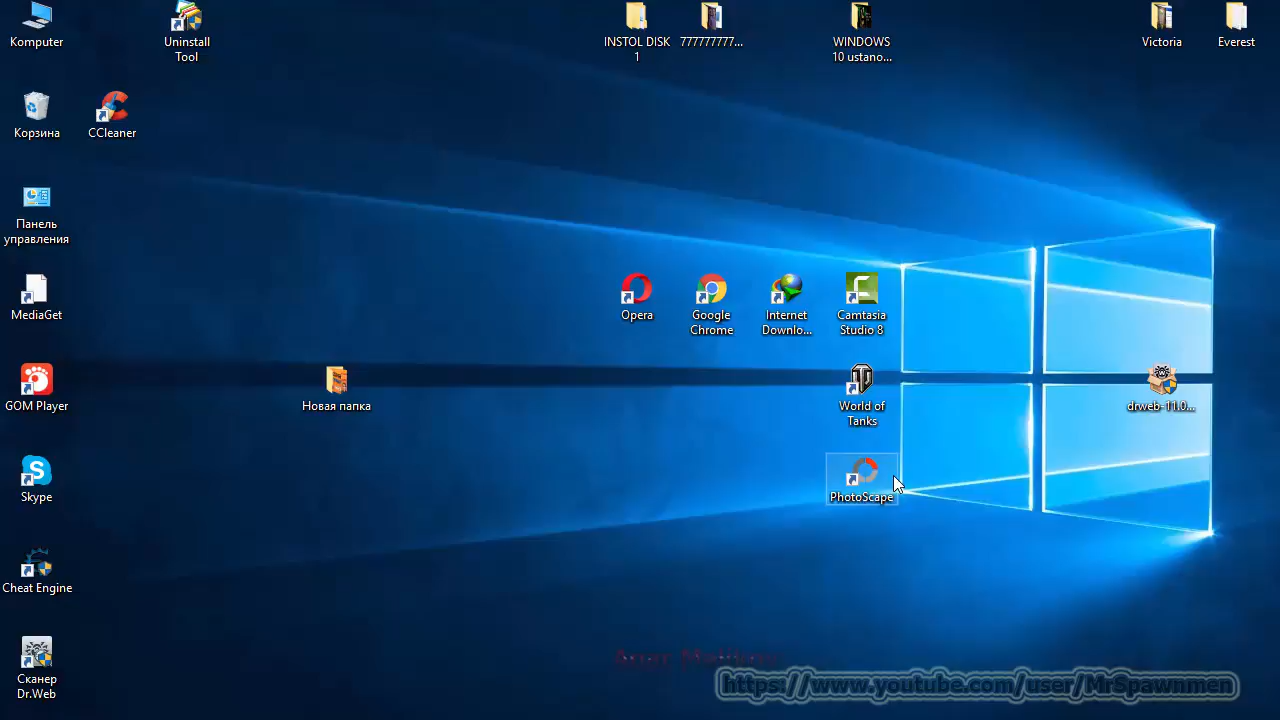 Komputer
Uninstall
Tool
INSTOL DISK
1
777777777...
WINDOWS
10 ustano...
Victoria
Everest
Корзина
CCleaner
Панель
управления
MediaGet
Opera
Google
Chrome
Internet
Downlo...
Camtasia
Studio 8
GOM Player
Новая папка
World of
Tanks
drweb-11.0...
Skype
PhotoScape
Cheat Engine
Сканер
Dr.Web
https://www.youtube.com/user/MrSpawnmen